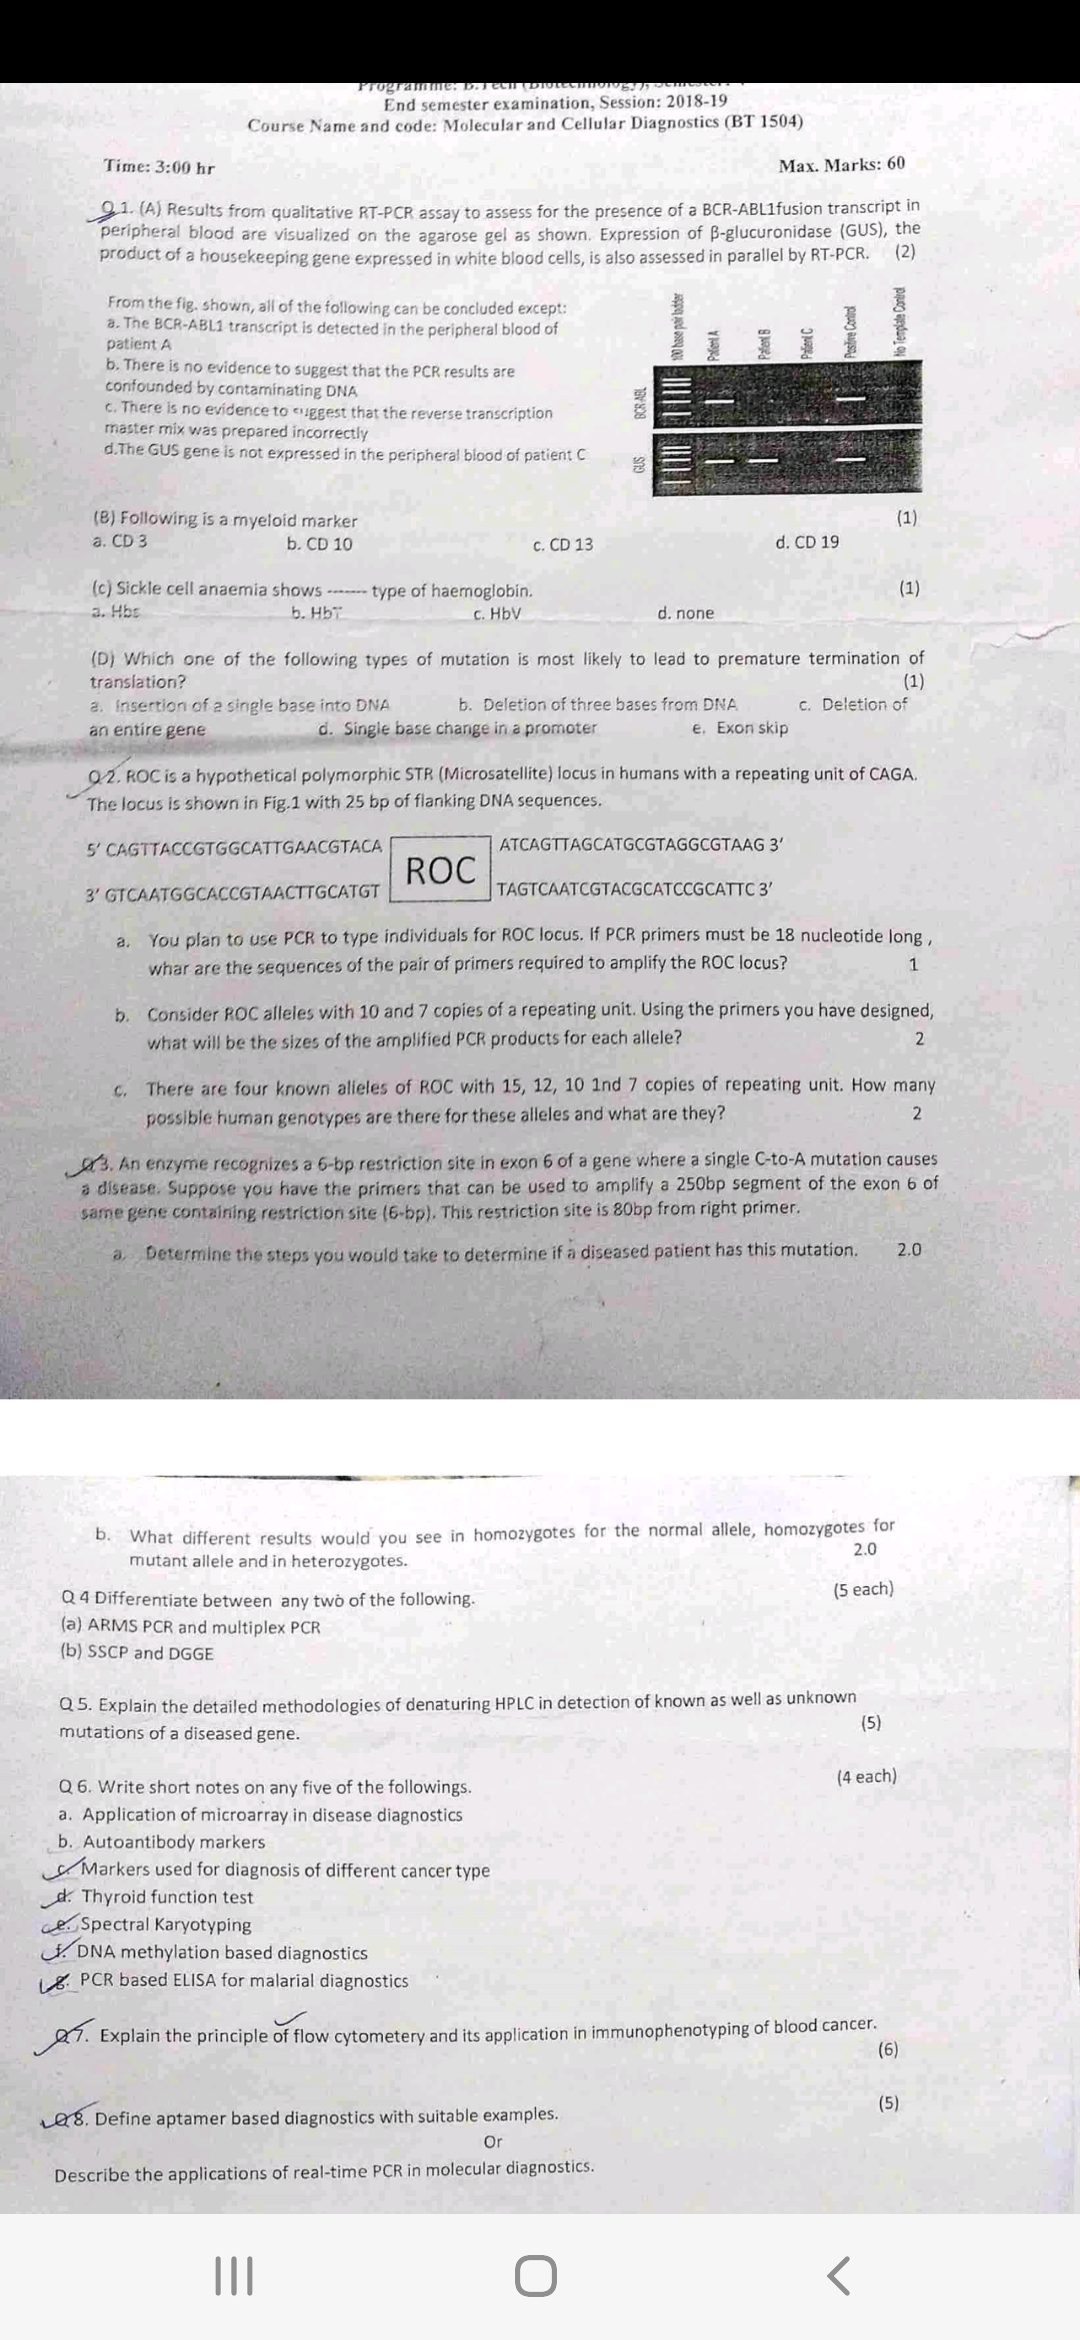 End semester examination, Session: 2018-19
Course Name and code: Molecular and Cellular Diagnostics (BT 1504)
Time: 3:00 hr Max. Marks: 60
Q 1. (A) Results from qualitative RT-PCR assay to assess for the presence of a BCR-ABL1fusion transcript in
peripheral blood are visualized on the agarose gel as shown. Expression of β-glucuronidase (GUS), the
product of a housekeeping gene expressed in white blood cells, is also assessed in parallel by RT-PCR. (2)
From the fig. shown, all of the following can be concluded except:
a. The BCR-ABL1 transcript is detected in the peripheral blood of
patient A
b. There is no evidence to suggest that the PCR results are
confounded by contaminating DNA
c. There is no evidence to suggest that the reverse transcription
master mix was prepared incorrectly
d.The GUS gene is not expressed in the peripheral blood of patient C
100 base pair ladder
Patient A
Patient B
Patient C
Positive Control
No Template Control
BCR-ABL
GUS
(B) Following is a myeloid marker (1)
a. CD 3 b. CD 10 c. CD 13 d. CD 19
(c) Sickle cell anaemia shows ------- type of haemoglobin. (1)
a. Hbs b. HbT c. HbV d. none
(D) Which one of the following types of mutation is most likely to lead to premature termination of
translation? (1)
a. Insertion of a single base into DNA b. Deletion of three bases from DNA c. Deletion of
an entire gene d. Single base change in a promoter e. Exon skip
Q 2. ROC is a hypothetical polymorphic STR (Microsatellite) locus in humans with a repeating unit of CAGA.
The locus is shown in Fig.1 with 25 bp of flanking DNA sequences.
5' CAGTTACCGTGGCATTGAACGTACA ROC ATCAGTTAGCATGCGTAGGCGTAAG 3'
3' GTCAATGGCACCGTAACTTGCATGT TAGTCAATCGTACGCATCCGCATTC 3'
a. You plan to use PCR to type individuals for ROC locus. If PCR primers must be 18 nucleotide long ,
whar are the sequences of the pair of primers required to amplify the ROC locus? 1
b. Consider ROC alleles with 10 and 7 copies of a repeating unit. Using the primers you have designed,
what will be the sizes of the amplified PCR products for each allele? 2
c. There are four known alleles of ROC with 15, 12, 10 1nd 7 copies of repeating unit. How many
possible human genotypes are there for these alleles and what are they? 2
Q3. An enzyme recognizes a 6-bp restriction site in exon 6 of a gene where a single C-to-A mutation causes
a disease. Suppose you have the primers that can be used to amplify a 250bp segment of the exon 6 of
same gene containing restriction site (6-bp). This restriction site is 80bp from right primer.
a. Determine the steps you would take to determine if a diseased patient has this mutation. 2.0
b. What different results would you see in homozygotes for the normal allele, homozygotes for
mutant allele and in heterozygotes. 2.0
Q 4 Differentiate between any two of the following. (5 each)
(a) ARMS PCR and multiplex PCR
(b) SSCP and DGGE
Q 5. Explain the detailed methodologies of denaturing HPLC in detection of known as well as unknown
mutations of a diseased gene. (5)
Q 6. Write short notes on any five of the followings. (4 each)
a. Application of microarray in disease diagnostics
b. Autoantibody markers
c. Markers used for diagnosis of different cancer type
d. Thyroid function test
e. Spectral Karyotyping
f. DNA methylation based diagnostics
g. PCR based ELISA for malarial diagnostics
Q7. Explain the principle of flow cytometery and its application in immunophenotyping of blood cancer.
(6)
Q8. Define aptamer based diagnostics with suitable examples. (5)
Or
Describe the applications of real-time PCR in molecular diagnostics.